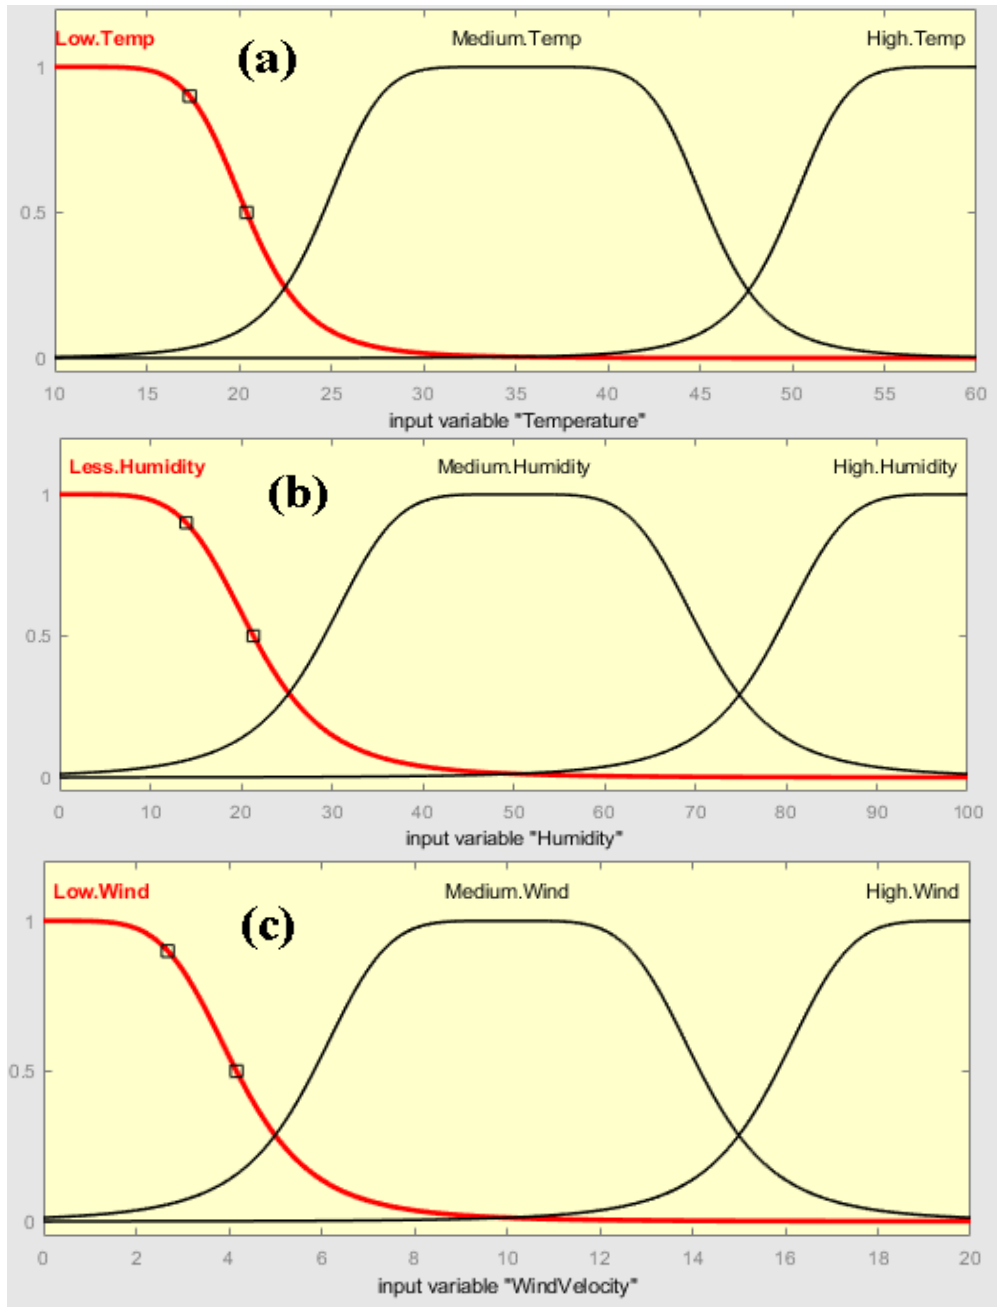 Low.Temp (a) Medium.Temp High.Temp
1
0.5
0
10 15 20 25 30 35 40 45 50 55 60
input variable "Temperature"
Less.Humidity (b) Medium.Humidity High.Humidity
1
0.5
0
0 10 20 30 40 50 60 70 80 90 100
input variable "Humidity"
Low.Wind (c) Medium.Wind High.Wind
1
0.5
0
0 2 4 6 8 10 12 14 16 18 20
input variable "WindVelocity"